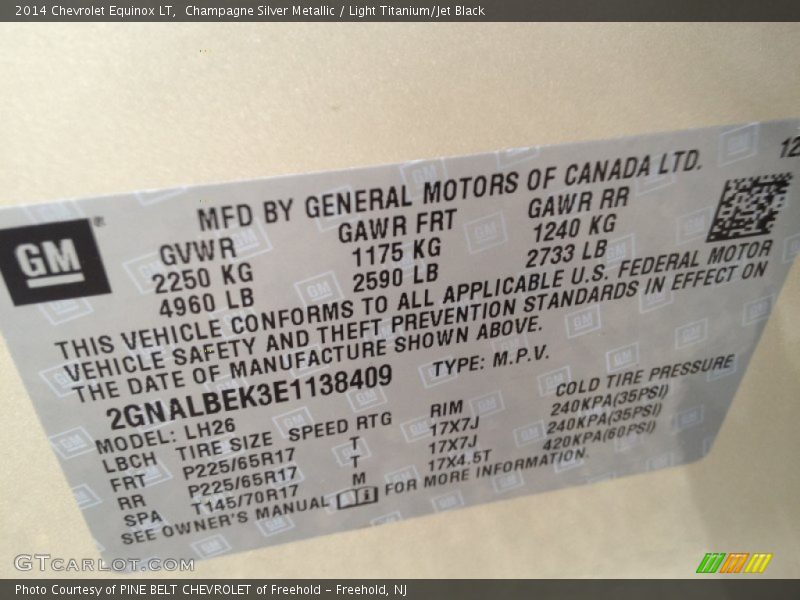 2014 Chevrolet Equinox LT, Champagne Silver Metallic / Light Titanium/Jet Black
12
MFD BY GENERAL MOTORS OF CANADA LTD.
GM®
GVWR GAWR FRT GAWR RR
2250 KG 1175 KG 1240 KG
4960 LB 2590 LB 2733 LB
THIS VEHICLE CONFORMS TO ALL APPLICABLE U.S. FEDERAL MOTOR
VEHICLE SAFETY AND THEFT PREVENTION STANDARDS IN EFFECT ON
THE DATE OF MANUFACTURE SHOWN ABOVE.
2GNALBEK3E1138409 TYPE: M.P.V.
MODEL: LH26
LBCH TIRE SIZE SPEED RTG RIM COLD TIRE PRESSURE
FRT P225/65R17 T 17X7J 240KPA(35PSI)
RR P225/65R17 T 17X7J 240KPA(35PSI)
SPA T145/70R17 M 17X4.5T 420KPA(60PSI)
SEE OWNER'S MANUAL FOR MORE INFORMATION.
GTCARLOT.COM
Photo Courtesy of PINE BELT CHEVROLET of Freehold - Freehold, NJ